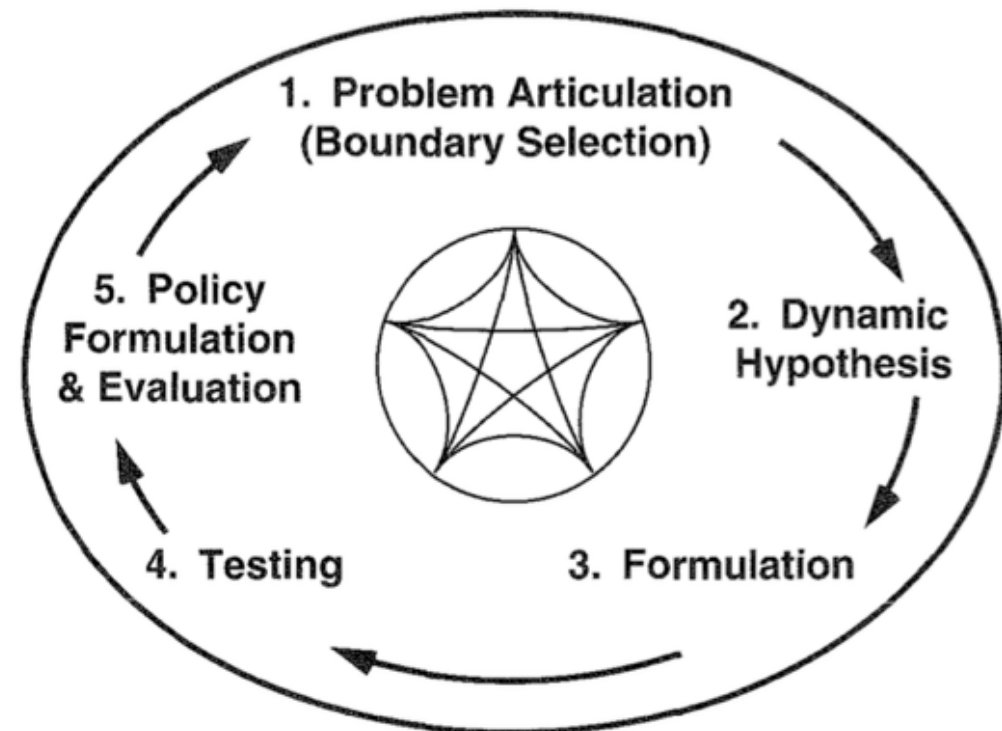 1. Problem Articulation
(Boundary Selection)
2. Dynamic
Hypothesis
3. Formulation
4. Testing
5. Policy
Formulation
& Evaluation